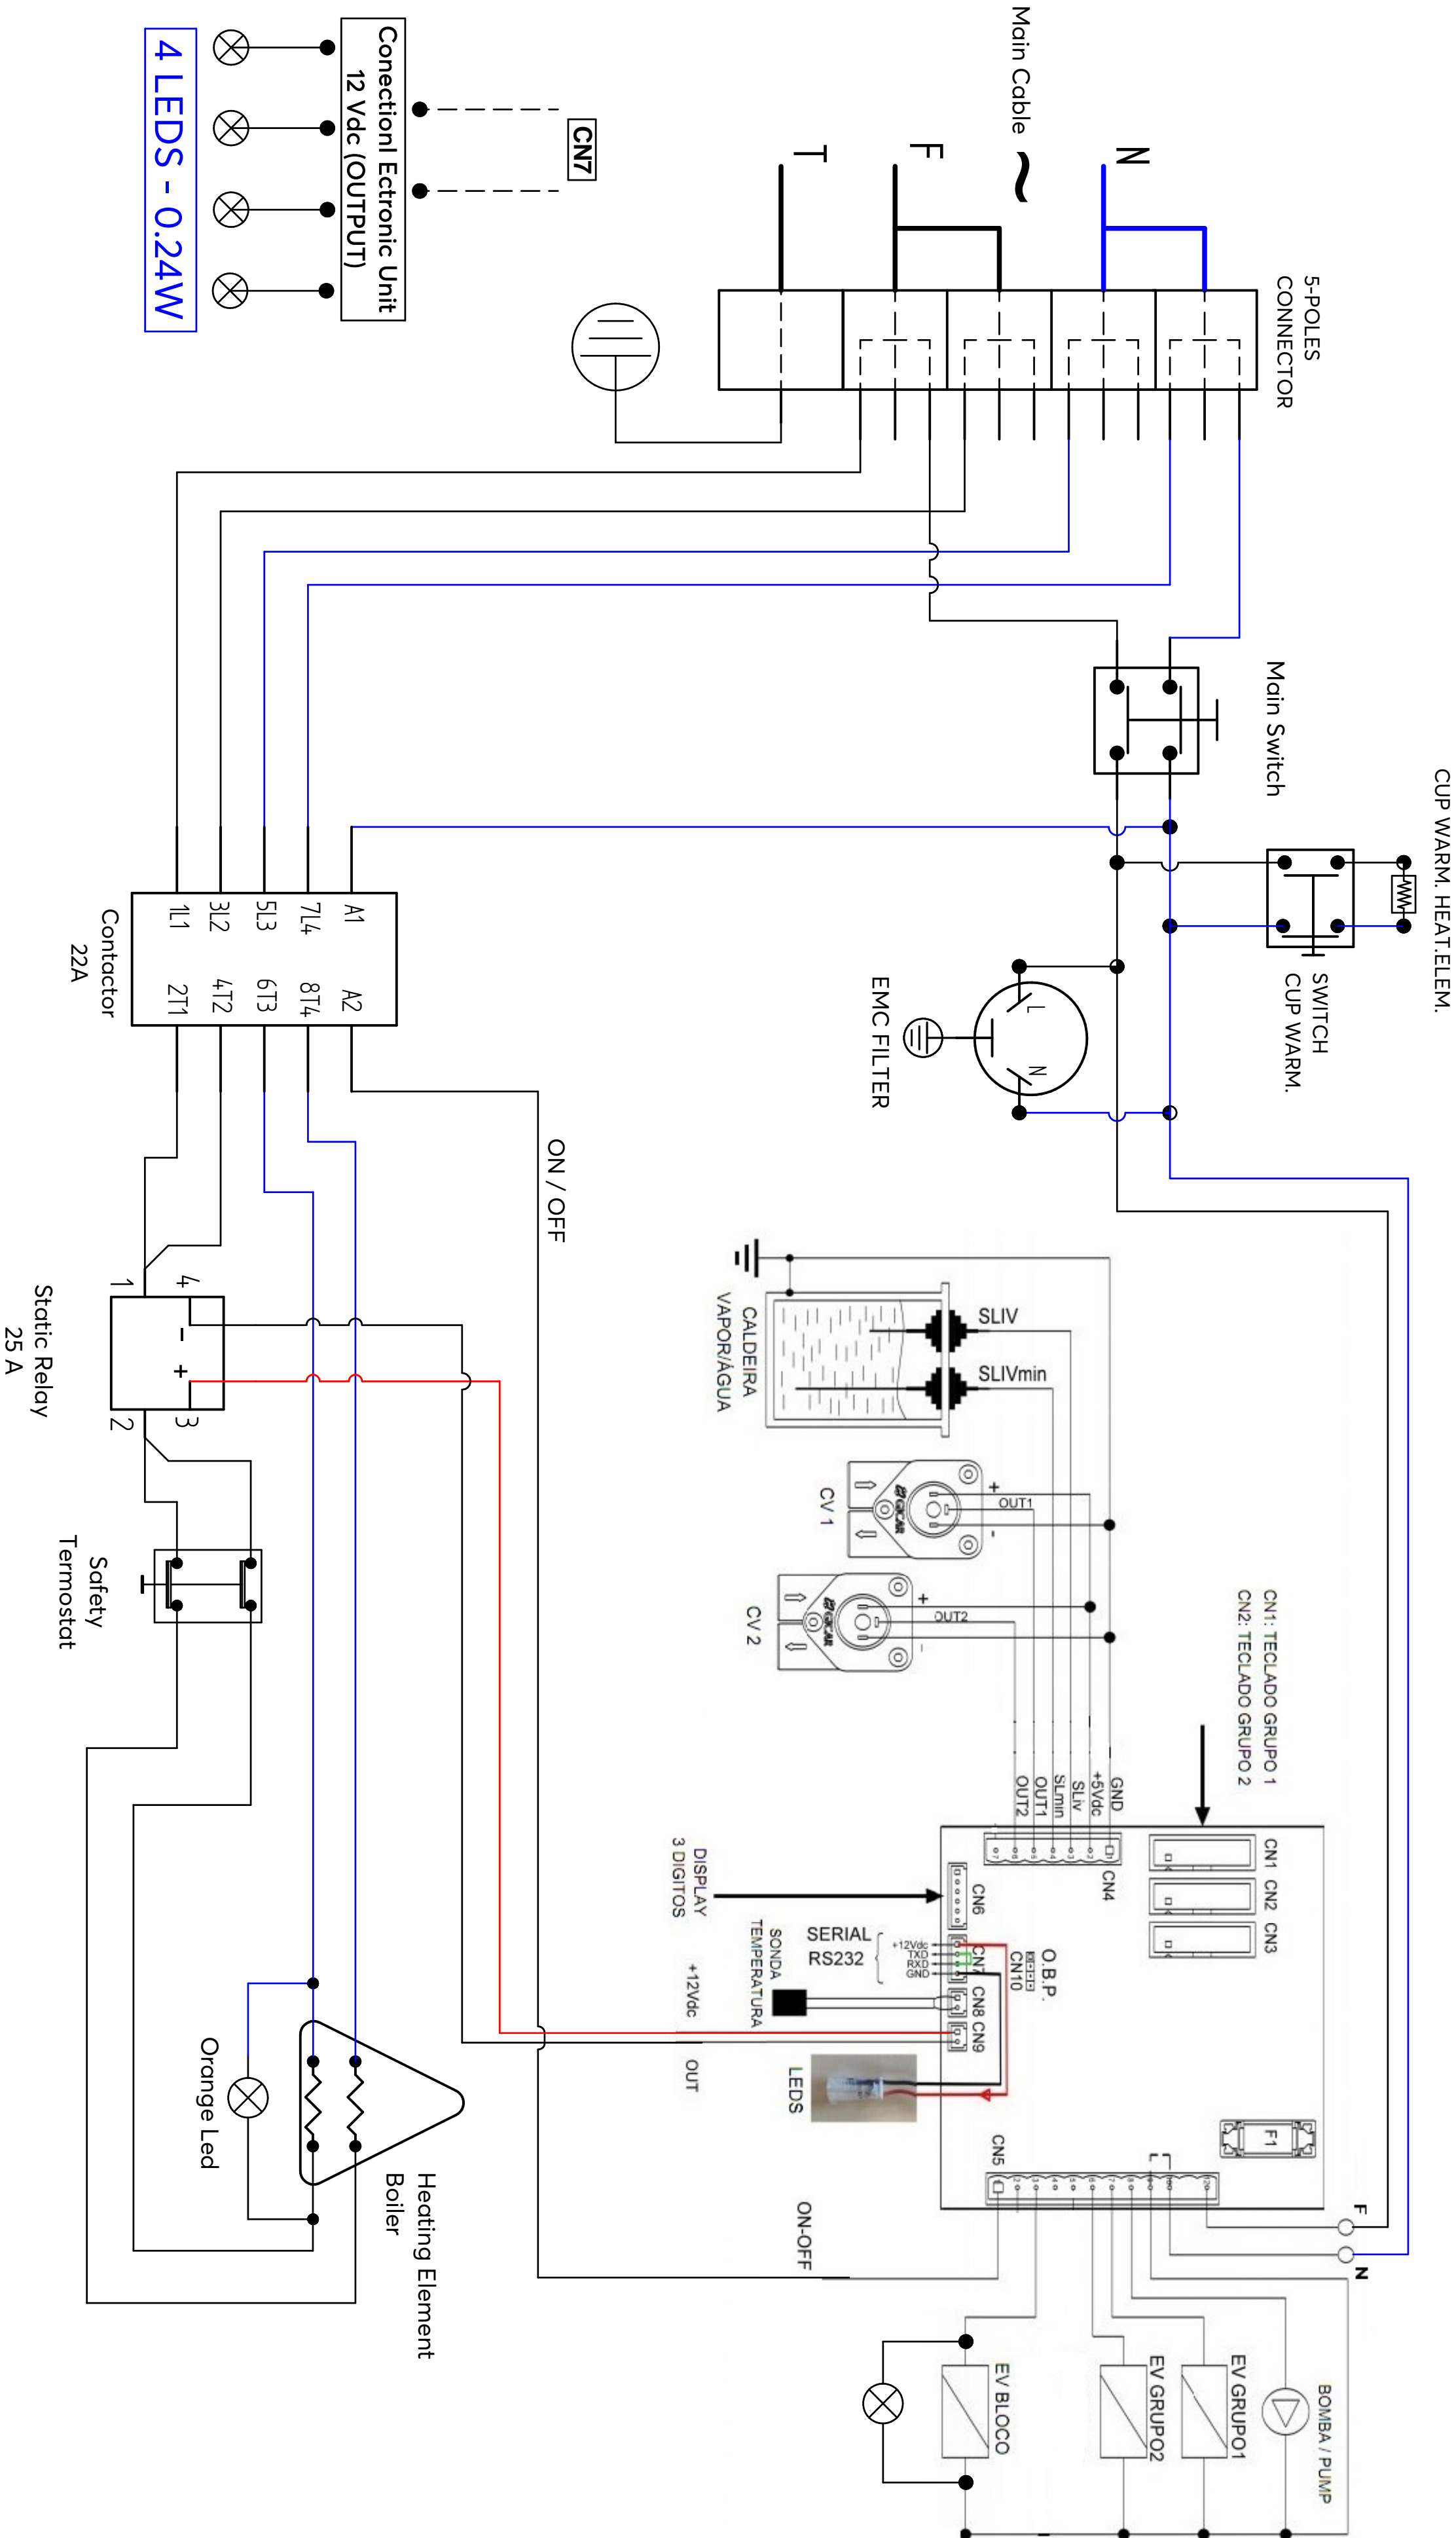 Main Cable
~
N
F
T
5-POLES
CONNECTOR
CN7
Conectionl Ectronic Unit
12 Vdc (OUTPUT)
4 LEDS - 0.24W
Main Switch
CUP WARM. HEAT.ELEM.
SWITCH
CUP WARM.
EMC FILTER
L
N
A1
A2
7L4
8T4
5L3
6T3
3L2
4T2
1L1
2T1
Contactor
22A
ON / OFF
4
1
-
+
3
2
Static Relay
25 A
Safety
Termostat
Orange Led
Heating Element
Boiler
SLIV
SLIVmin
CALDEIRA
VAPOR/ÁGUA
+
OUT1
-
GICAR
CV 1
+
OUT2
-
GICAR
CV 2
CN1: TECLADO GRUPO 1
CN2: TECLADO GRUPO 2
GND
+5Vdc
SLiv
SLmin
OUT1
OUT2
CN4
CN1
CN2
CN3
CN6
DISPLAY
3 DIGITOS
SERIAL
RS232
+12Vdc
TXD
RXD
GND
CN7
CN10
O.B.P.
CN8
CN9
SONDA
TEMPERATURA
+12Vdc
OUT
LEDS
F1
CN5
F
N
ON-OFF
EV BLOCO
EV GRUPO2
EV GRUPO1
BOMBA / PUMP